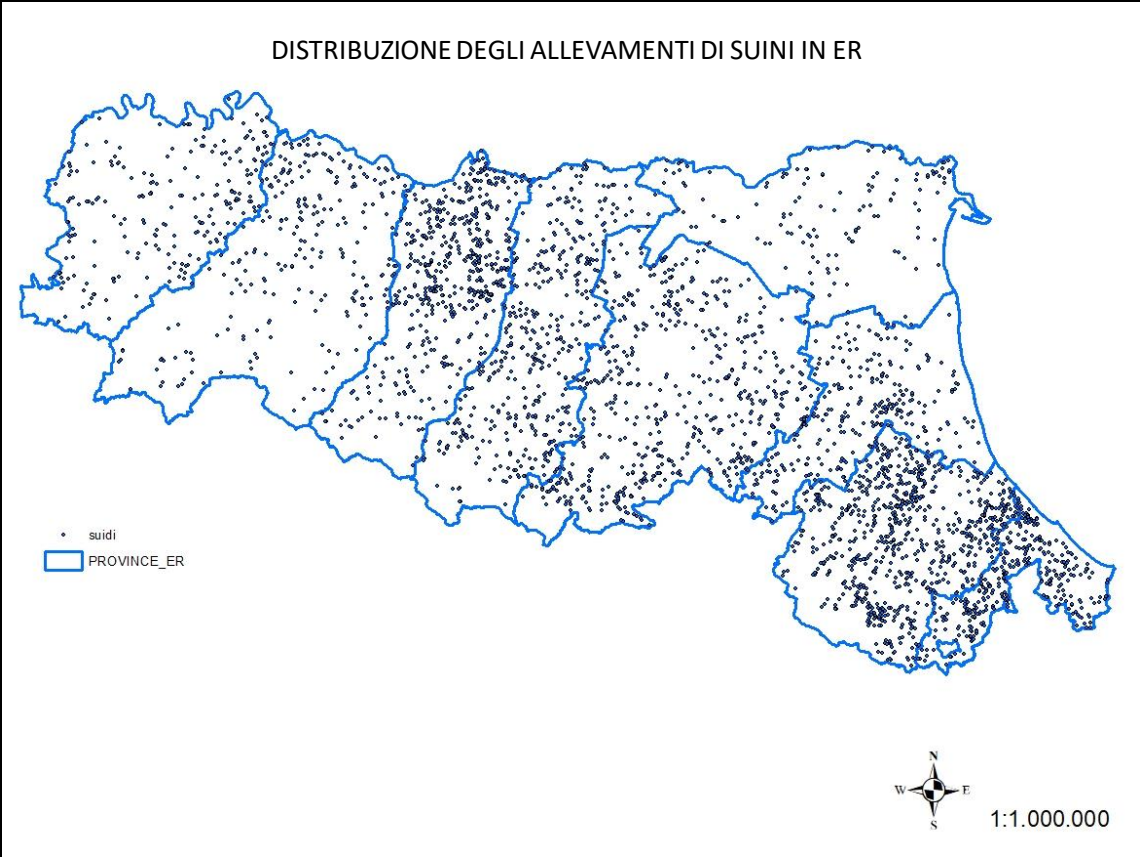 DISTRIBUZIONE DEGLI ALLEVAMENTI DI SUINI IN ER
suidi
PROVINCE_ER
N
W E
S
1:1.000.000